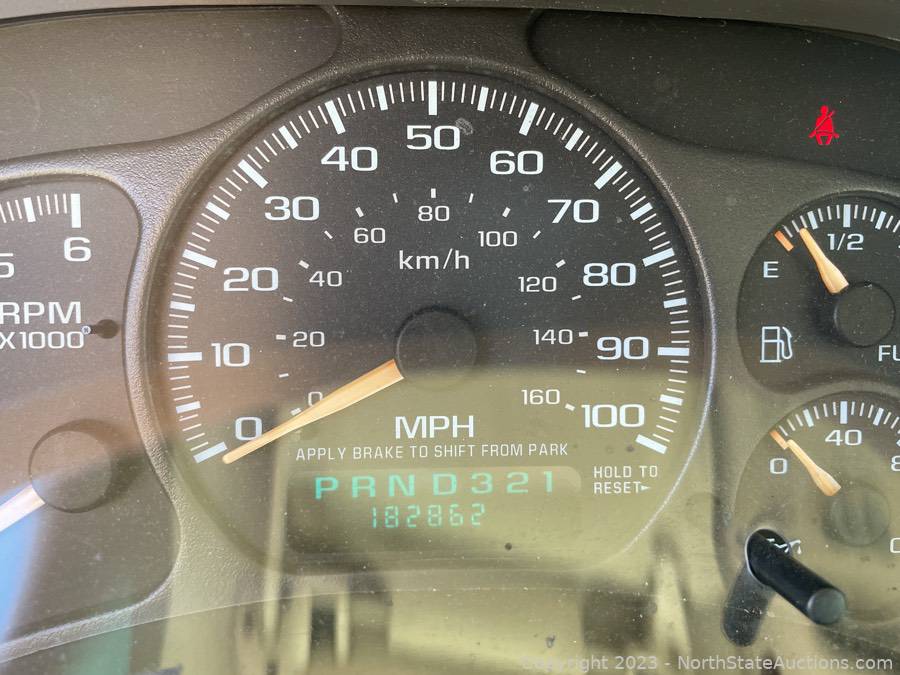 50
40
60
30
70
20
80
10
90
0
100
80
60
100
40
120
20
140
0
160
km/h
MPH
APPLY BRAKE TO SHIFT FROM PARK
PRND321
182862
HOLD TO
RESET
5
6
RPM
X1000
1/2
E
FU
40
0
8
Copyright © 2023 - NorthStateAuctions.com